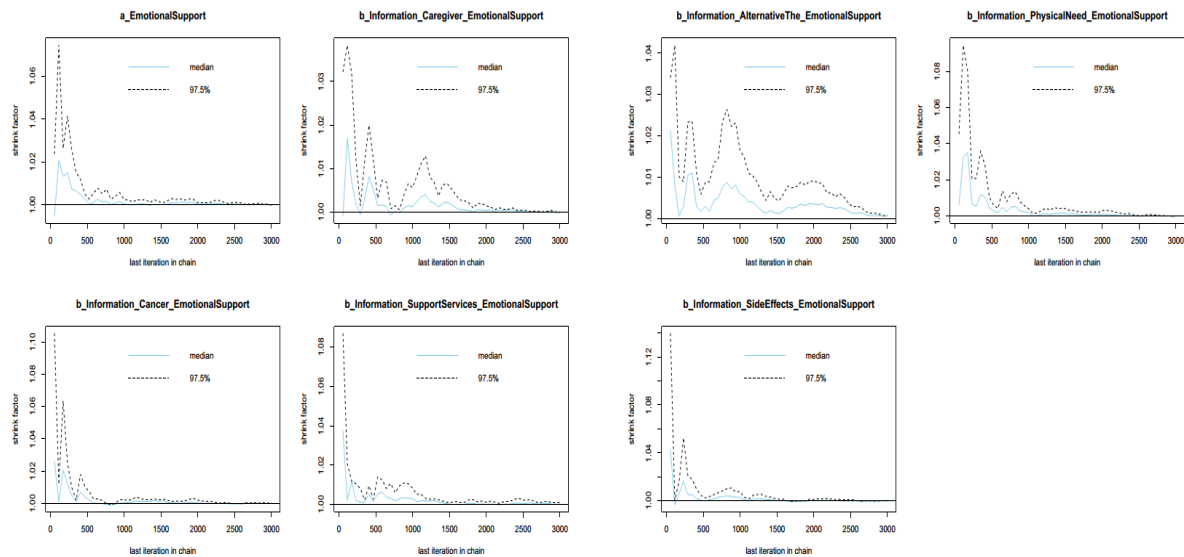 a_EmotionalSupport
shrink factor
1.00 1.02 1.04 1.06
median
97.5%
0 500 1000 1500 2000 2500 3000
last iteration in chain
b_Information_Caregiver_EmotionalSupport
shrink factor
1.00 1.01 1.02 1.03
median
97.5%
0 500 1000 1500 2000 2500 3000
last iteration in chain
b_Information_AlternativeThe_EmotionalSupport
shrink factor
1.00 1.01 1.02 1.03 1.04
median
97.5%
0 500 1000 1500 2000 2500 3000
last iteration in chain
b_Information_PhysicalNeed_EmotionalSupport
shrink factor
1.00 1.02 1.04 1.06 1.08
median
97.5%
0 500 1000 1500 2000 2500 3000
last iteration in chain
b_Information_Cancer_EmotionalSupport
shrink factor
1.00 1.02 1.04 1.06 1.08 1.10
median
97.5%
0 500 1000 1500 2000 2500 3000
last iteration in chain
b_Information_SupportServices_EmotionalSupport
shrink factor
1.00 1.02 1.04 1.06 1.08
median
97.5%
0 500 1000 1500 2000 2500 3000
last iteration in chain
b_Information_SideEffects_EmotionalSupport
shrink factor
1.00 1.04 1.08 1.12
median
97.5%
0 500 1000 1500 2000 2500 3000
last iteration in chain